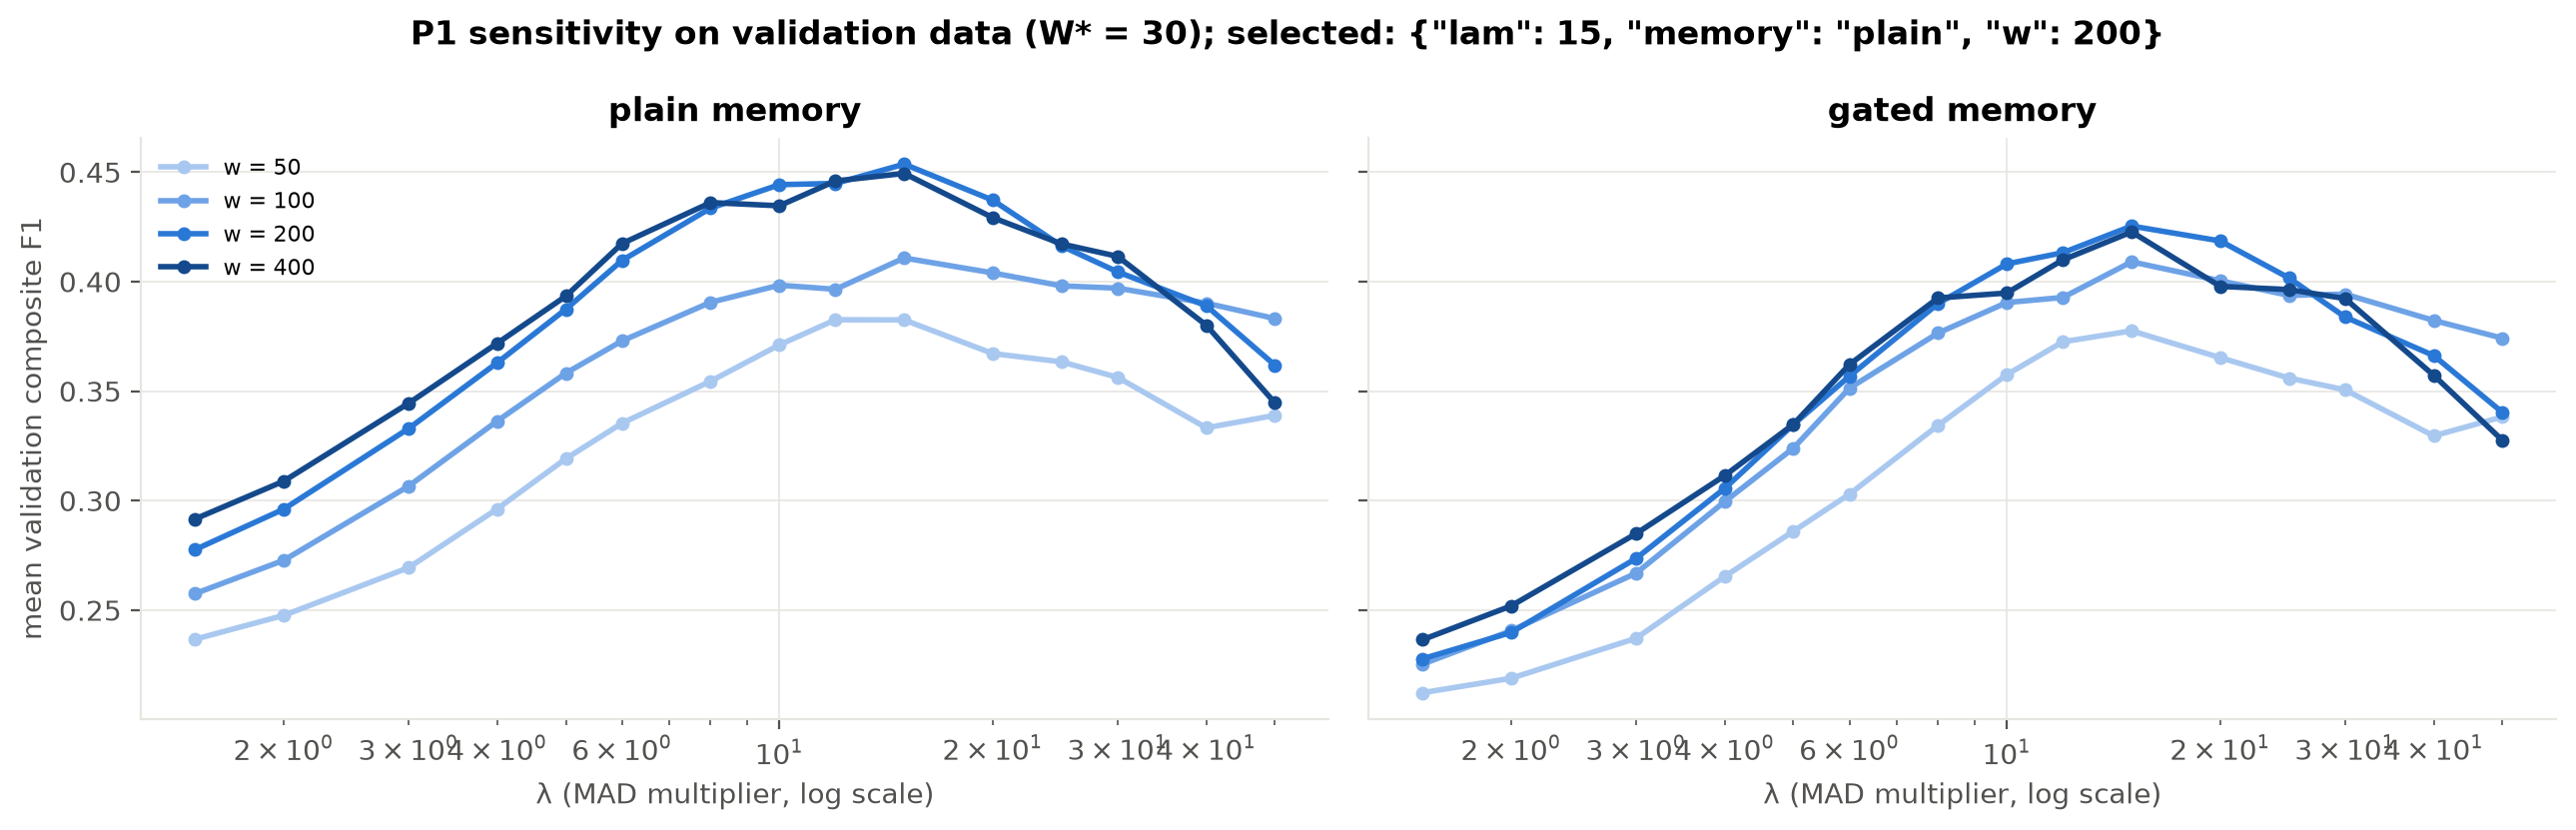 P1 sensitivity on validation data (W* = 30); selected: {"lam": 15, "memory": "plain", "w": 200}
plain memory
mean validation composite F1
0.45
0.40
0.35
0.30
0.25
w = 50
w = 100
w = 200
w = 400
2 × 10⁰ 3 × 10⁰ 4 × 10⁰ 6 × 10⁰ 10¹ 2 × 10¹ 3 × 10¹ 4 × 10¹
λ (MAD multiplier, log scale)
gated memory
2 × 10⁰ 3 × 10⁰ 4 × 10⁰ 6 × 10⁰ 10¹ 2 × 10¹ 3 × 10¹ 4 × 10¹
λ (MAD multiplier, log scale)